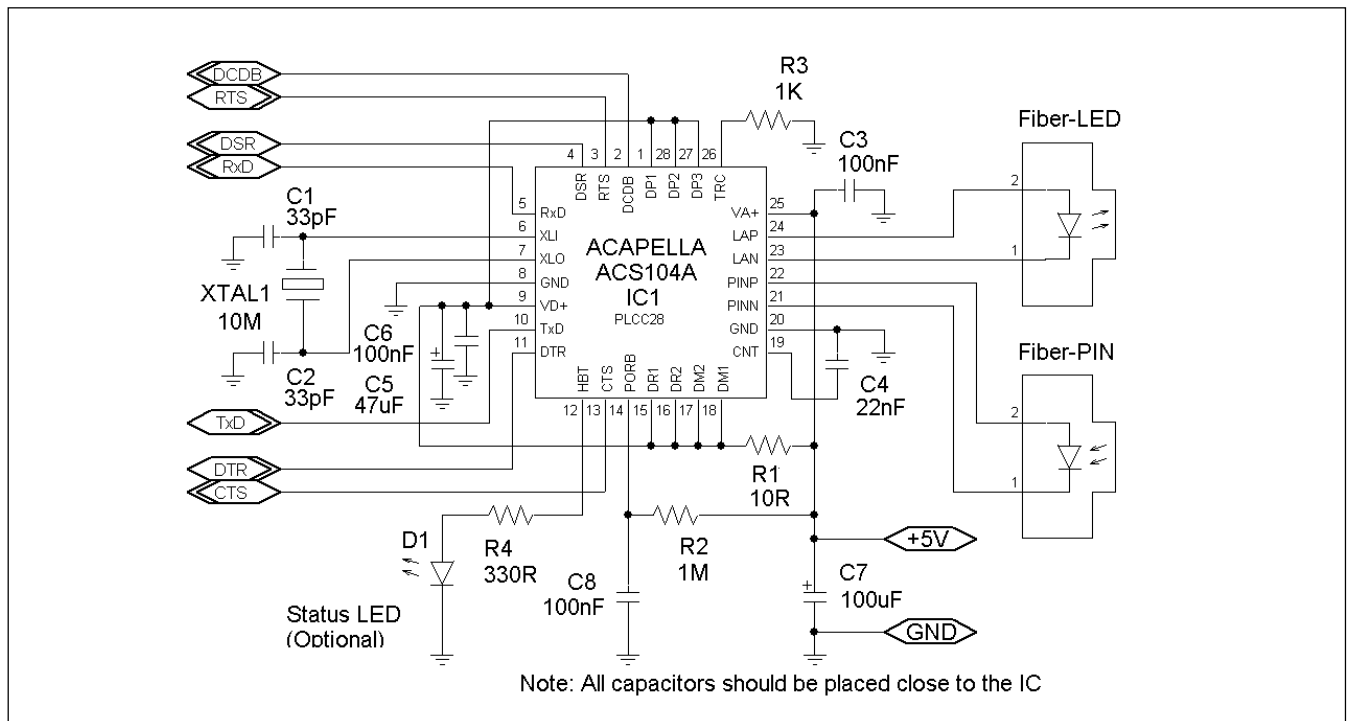 DCDB
RTS
DSR
RxD
R3
1K
C3
100nF
Fiber-LED
4 3 2 1 28 27 26
DSR RTS DCDB DP1 DP2 DP3 TRC
C1
33pF
5 RxD
6 XLI
7 XLO
8 GND
9 VD+
10 TxD
11 DTR
ACAPELLA
ACS104A
IC1
PLCC28
VA+ 25
LAP 24
LAN 23
PINP 22
PINN 21
GND 20
CNT 19
2
1
XTAL1
10M
C6
100nF
C5
47uF
C2
33pF
HBT CTS PORB DR1 DR2 DM2 DM1
12 13 14 15 16 17 18
C4
22nF
Fiber-PIN
2
1
TxD
DTR
CTS
R1
10R
D1
R4
330R
R2
1M
+5V
C8
100nF
C7
100uF
GND
Status LED
(Optional)
Note: All capacitors should be placed close to the IC